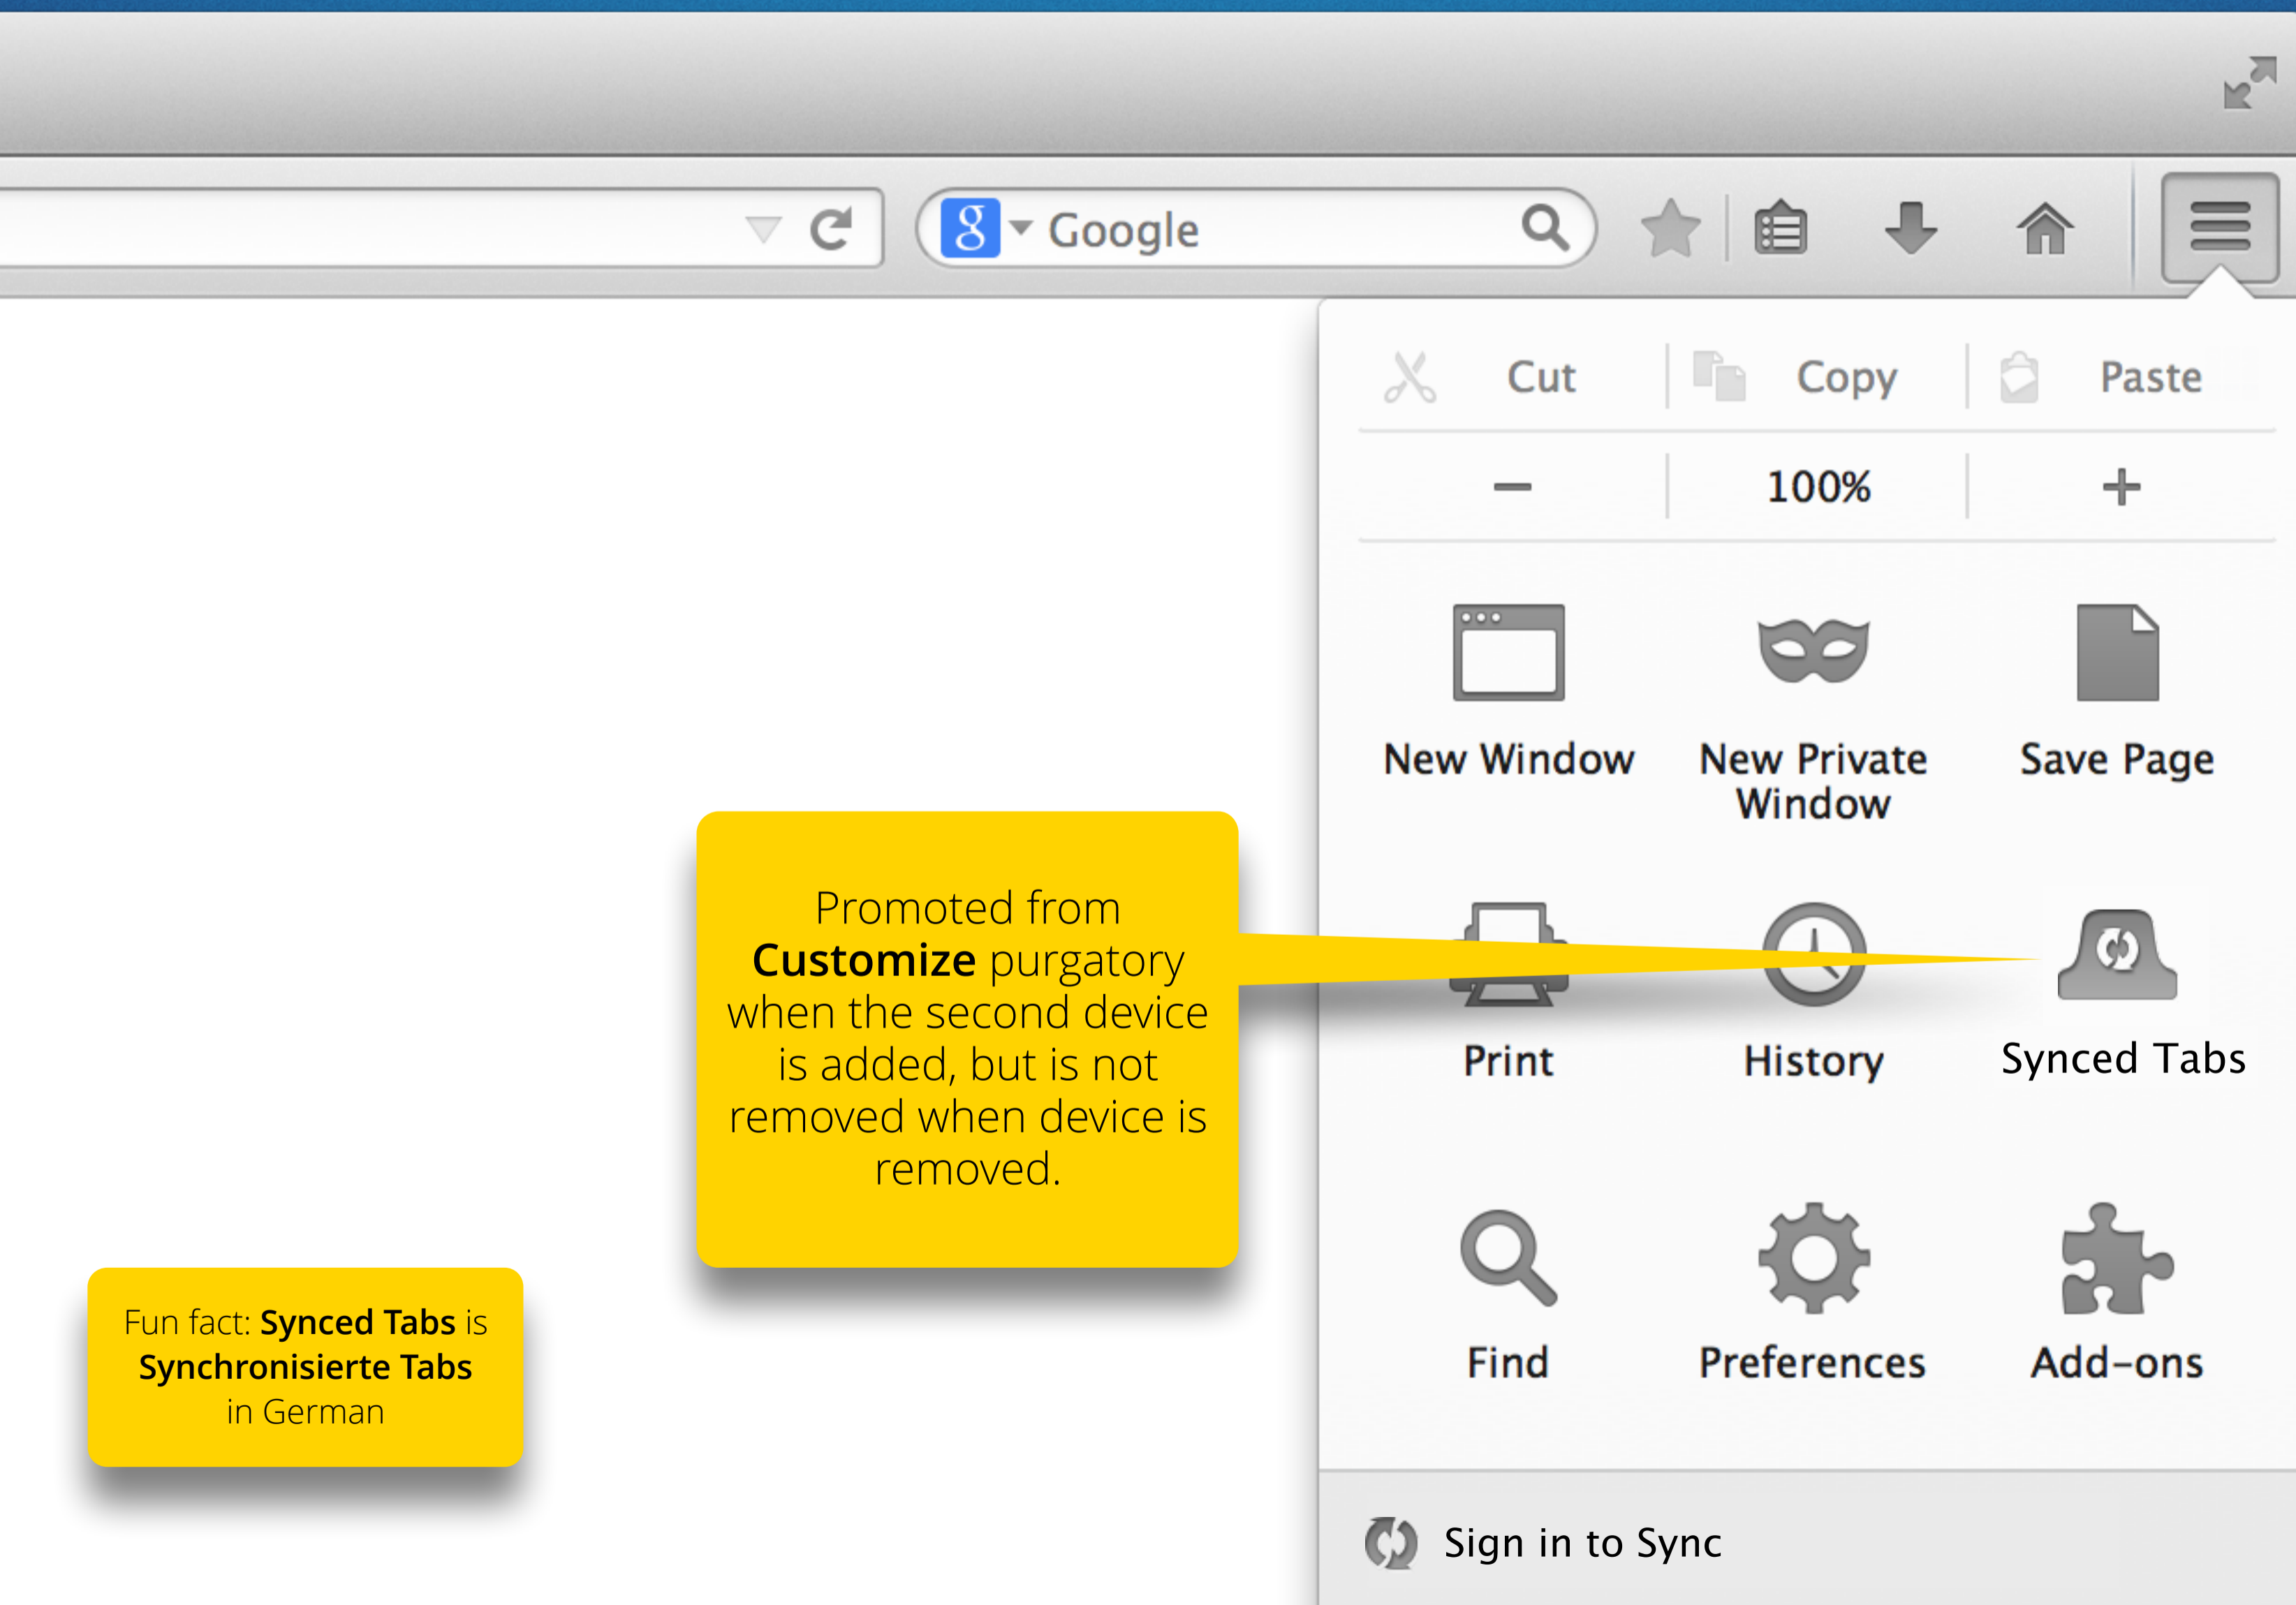 g Google
Cut Copy Paste
− 100% +
New Window
New Private
Window
Save Page
Promoted from
Customize purgatory
when the second device
is added, but is not
removed when device is
removed.
Print
History
Synced Tabs
Fun fact: Synced Tabs is
Synchronisierte Tabs
in German
Find
Preferences
Add-ons
Sign in to Sync